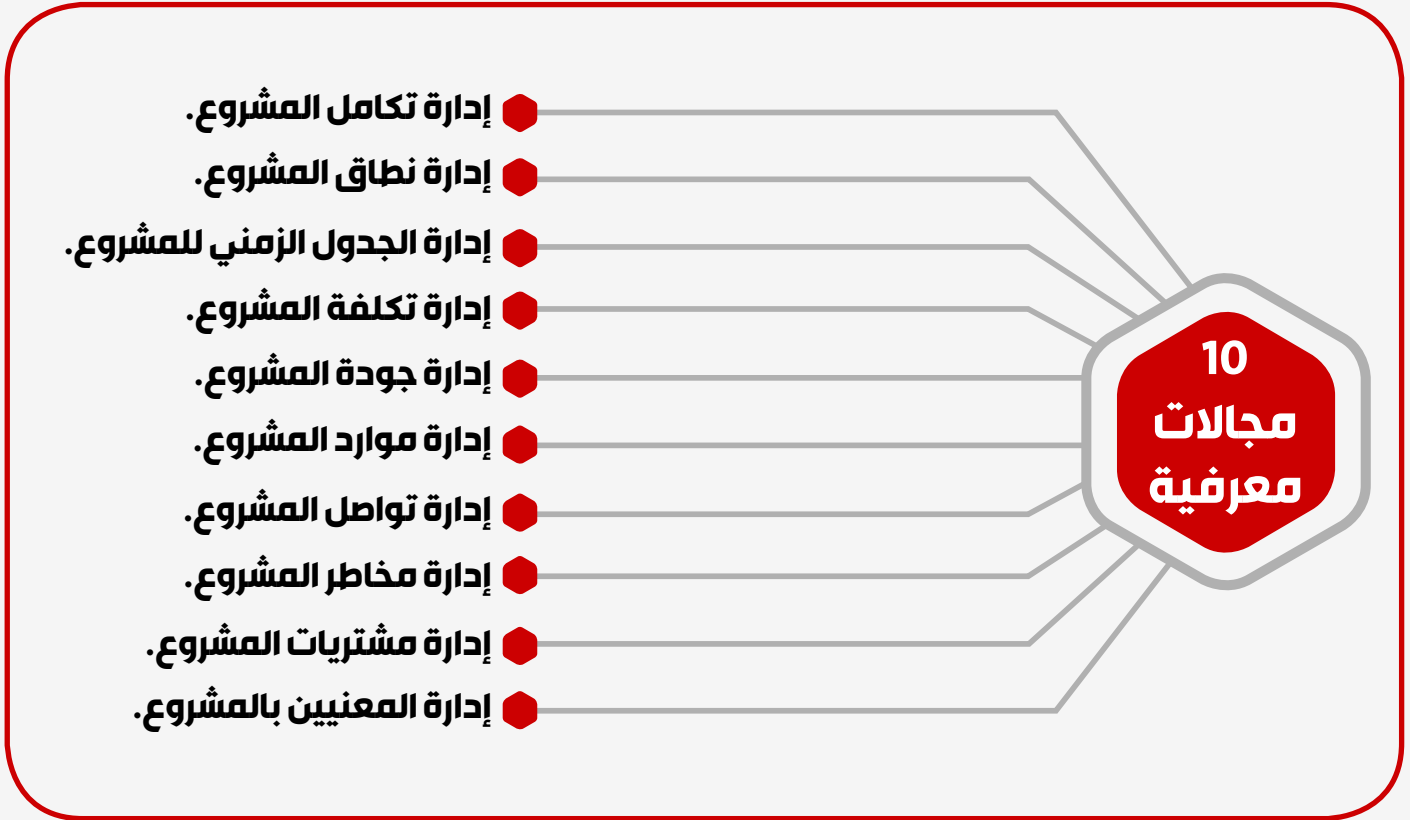 10
مجالات
معرفية
إدارة تكامل المشروع.
إدارة نطاق المشروع.
إدارة الجدول الزمني للمشروع.
إدارة تكلفة المشروع.
إدارة جودة المشروع.
إدارة موارد المشروع.
إدارة تواصل المشروع.
إدارة مخاطر المشروع.
إدارة مشتريات المشروع.
إدارة المعنيين بالمشروع.